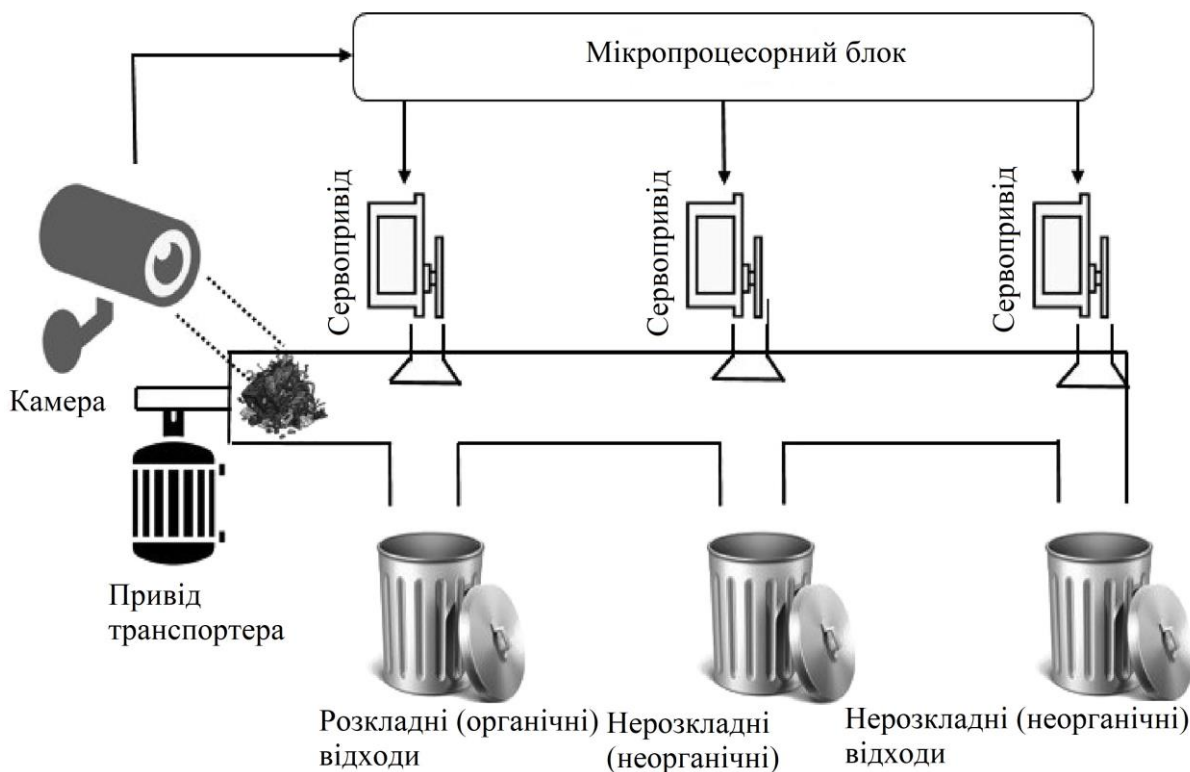 Мікропроцесорний блок
Сервопривід
Сервопривід
Сервопривід
Камера
Привід
транспортера
Розкладні (органічні)
відходи
Нерозкладні
(неорганічні)
Нерозкладні (неорганічні)
відходи